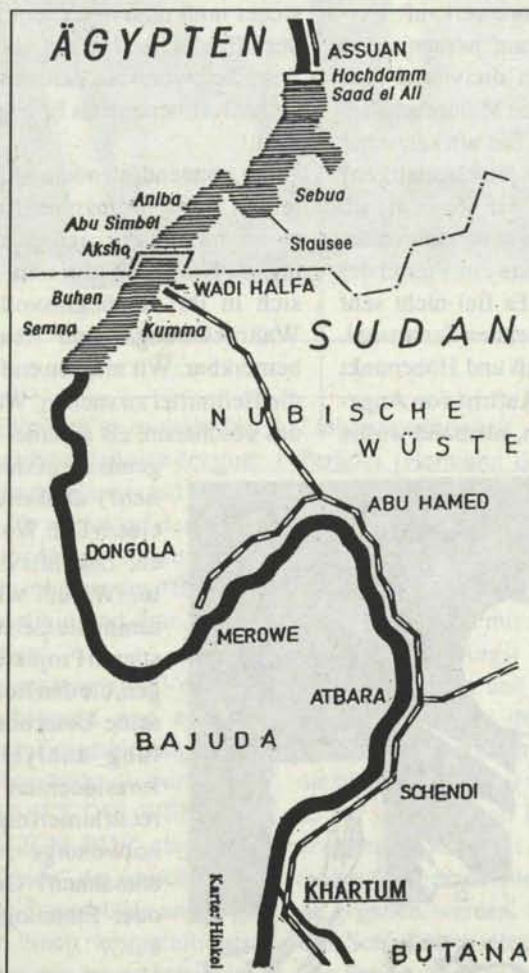 ÄGYPTEN
ASSUAN
Hochdamm
Saad el Ali
Aniba
Sebua
Abu Simbel
Stausee
Aksha
WADI HALFA
Buhen
Kumma
Semna
SUDAN
NUBISCHE
WÜSTE
ABU HAMED
DONGOLA
MEROWE
ATBARA
BAJUDA
SCHENDI
KHARTUM
Karte: Hinkel
BUTANA